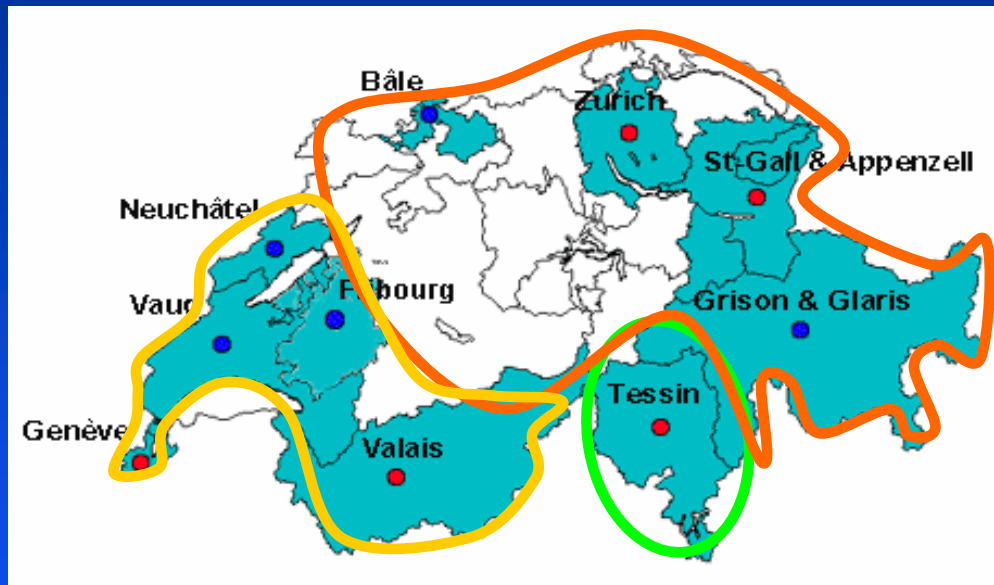 Bâle
Zurich
St-Gall & Appenzell
Neuchâtel
Vaud
Fribourg
Grison & Glaris
Tessin
Genève
Valais